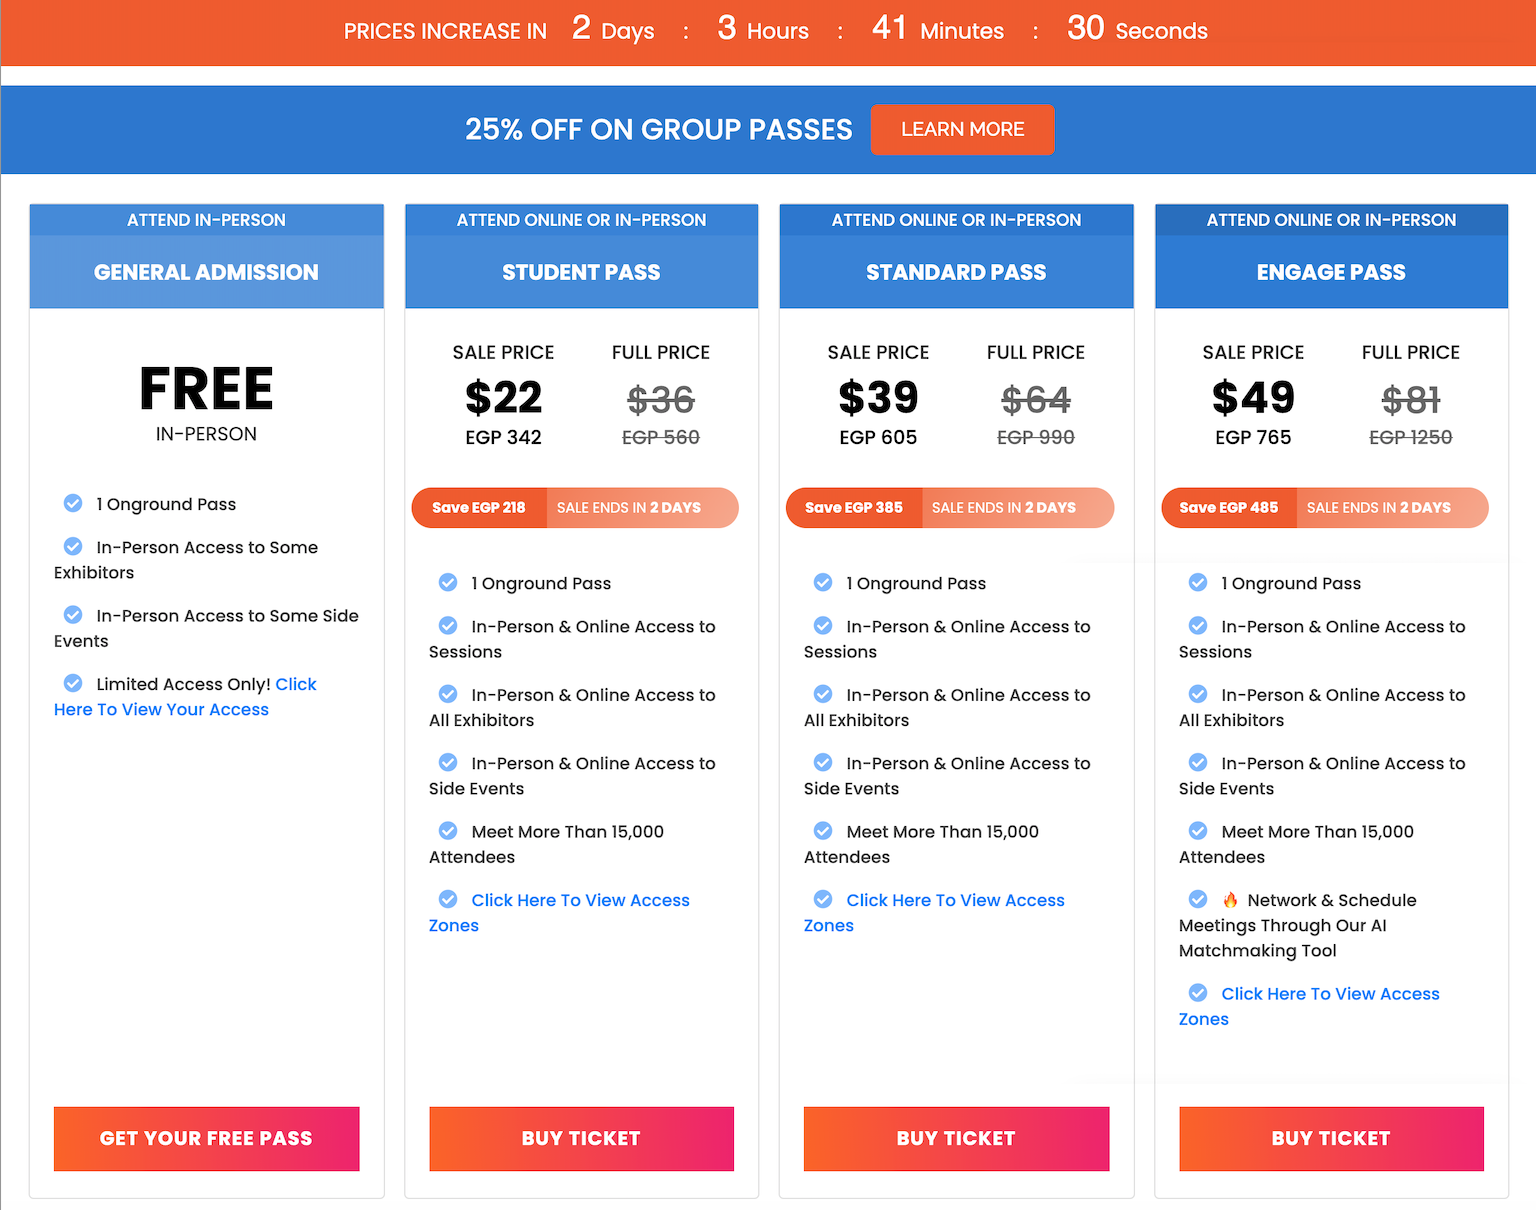 PRICES INCREASE IN 2 Days : 3 Hours : 41 Minutes : 30 Seconds
25% OFF ON GROUP PASSES LEARN MORE
ATTEND IN-PERSON
GENERAL ADMISSION
FREE
IN-PERSON
1 Onground Pass
In-Person Access to Some
Exhibitors
In-Person Access to Some Side
Events
Limited Access Only! Click
Here To View Your Access
GET YOUR FREE PASS
ATTEND ONLINE OR IN-PERSON
STUDENT PASS
SALE PRICE FULL PRICE
$22 $36
EGP 342 EGP 560
Save EGP 218 SALE ENDS IN 2 DAYS
1 Onground Pass
In-Person & Online Access to
Sessions
In-Person & Online Access to
All Exhibitors
In-Person & Online Access to
Side Events
Meet More Than 15,000
Attendees
Click Here To View Access
Zones
BUY TICKET
ATTEND ONLINE OR IN-PERSON
STANDARD PASS
SALE PRICE FULL PRICE
$39 $64
EGP 605 EGP 990
Save EGP 385 SALE ENDS IN 2 DAYS
1 Onground Pass
In-Person & Online Access to
Sessions
In-Person & Online Access to
All Exhibitors
In-Person & Online Access to
Side Events
Meet More Than 15,000
Attendees
Click Here To View Access
Zones
BUY TICKET
ATTEND ONLINE OR IN-PERSON
ENGAGE PASS
SALE PRICE FULL PRICE
$49 $81
EGP 765 EGP 1250
Save EGP 485 SALE ENDS IN 2 DAYS
1 Onground Pass
In-Person & Online Access to
Sessions
In-Person & Online Access to
All Exhibitors
In-Person & Online Access to
Side Events
Meet More Than 15,000
Attendees
🔥 Network & Schedule
Meetings Through Our AI
Matchmaking Tool
Click Here To View Access
Zones
BUY TICKET